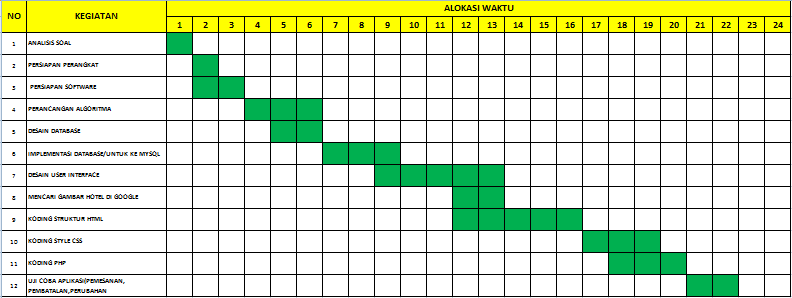 NO KEGIATAN ALOKASI WAKTU
1 2 3 4 5 6 7 8 9 10 11 12 13 14 15 16 17 18 19 20 21 22 23 24
1 ANALISIS SOAL
2 PERSIAPAN PERANGKAT
3 PERSIAPAN SOFTWARE
4 PERANCANGAN ALGORITMA
5 DESAIN DATABASE
6 IMPLEMENTASI DATABASE/UNTUK KE MYSQL
7 DESAIN USER INTERFACE
8 MENCARI GAMBAR HOTEL DI GOOGLE
9 KODING STRUKTUR HTML
10 KODING STYLE CSS
11 KODING PHP
12 UJI COBA APLIKASI(PEMESANAN,
PEMBATALAN,PERUBAHAN